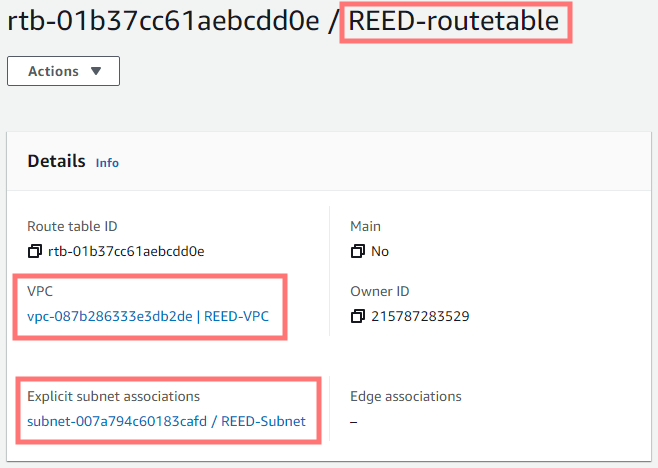 rtb-01b37cc61aebcdd0e / REED-routetable
Actions
Details Info
Route table ID
rtb-01b37cc61aebcdd0e
Main
No
VPC
vpc-087b286333e3db2de | REED-VPC
Owner ID
215787283529
Explicit subnet associations
subnet-007a794c60183cafd / REED-Subnet
Edge associations
–